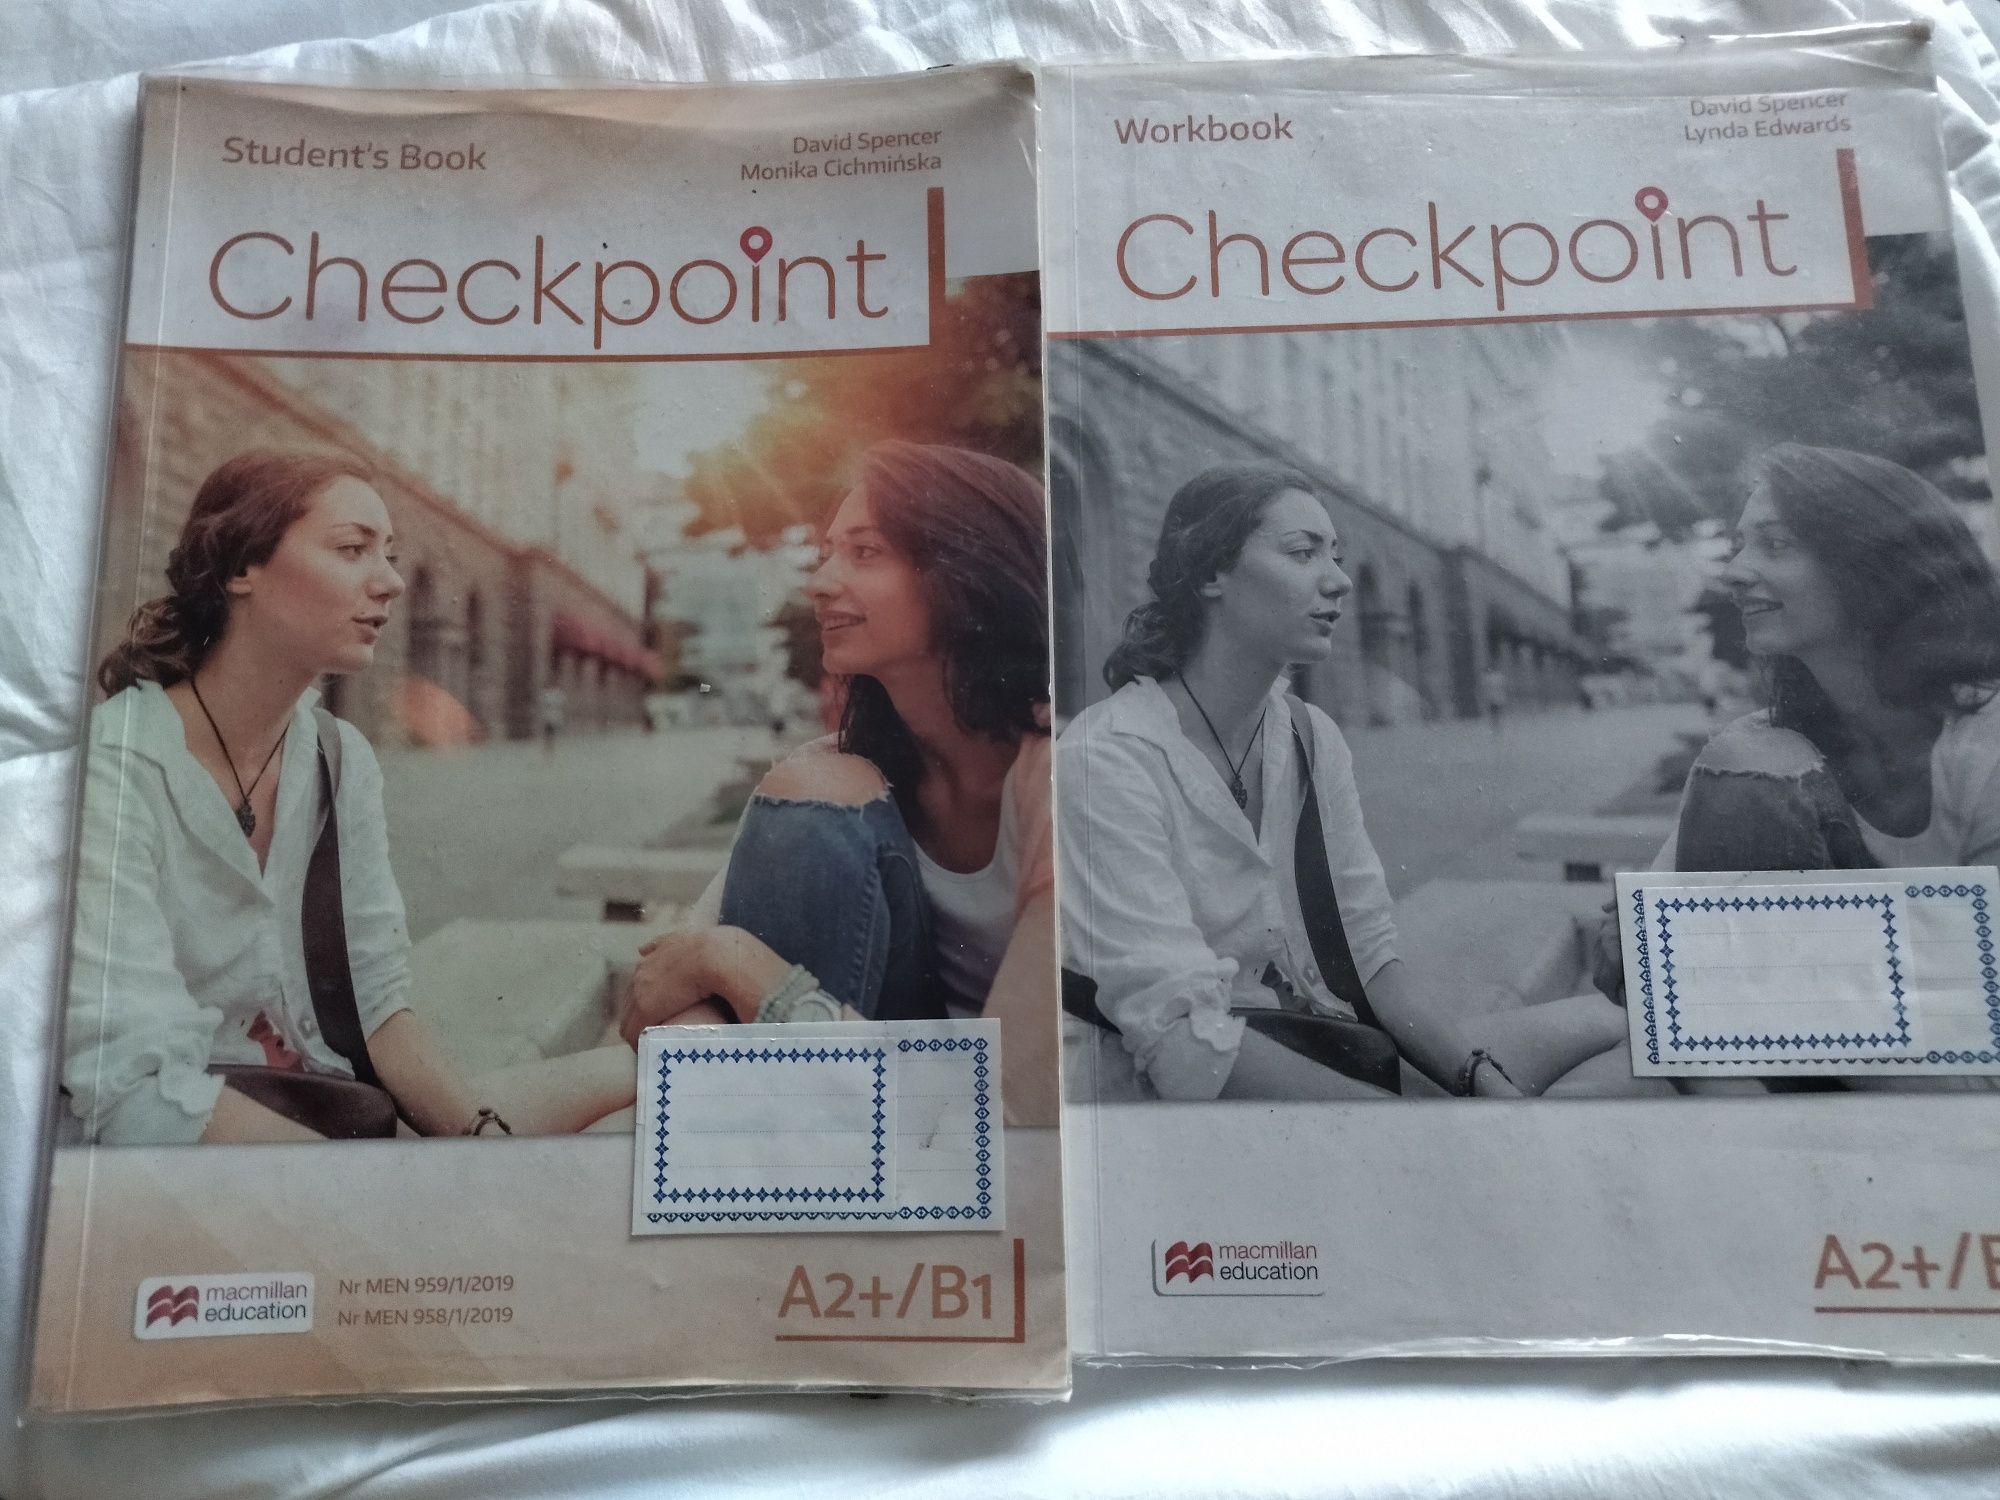 Student's Book
David Spencer
Monika Cichmińska
Checkpoint
macmillan
education
Nr MEN 959/1/2019
Nr MEN 958/1/2019
A2+/B1
Workbook
David Spencer
Lynda Edwards
Checkpoint
macmillan
education
A2+/